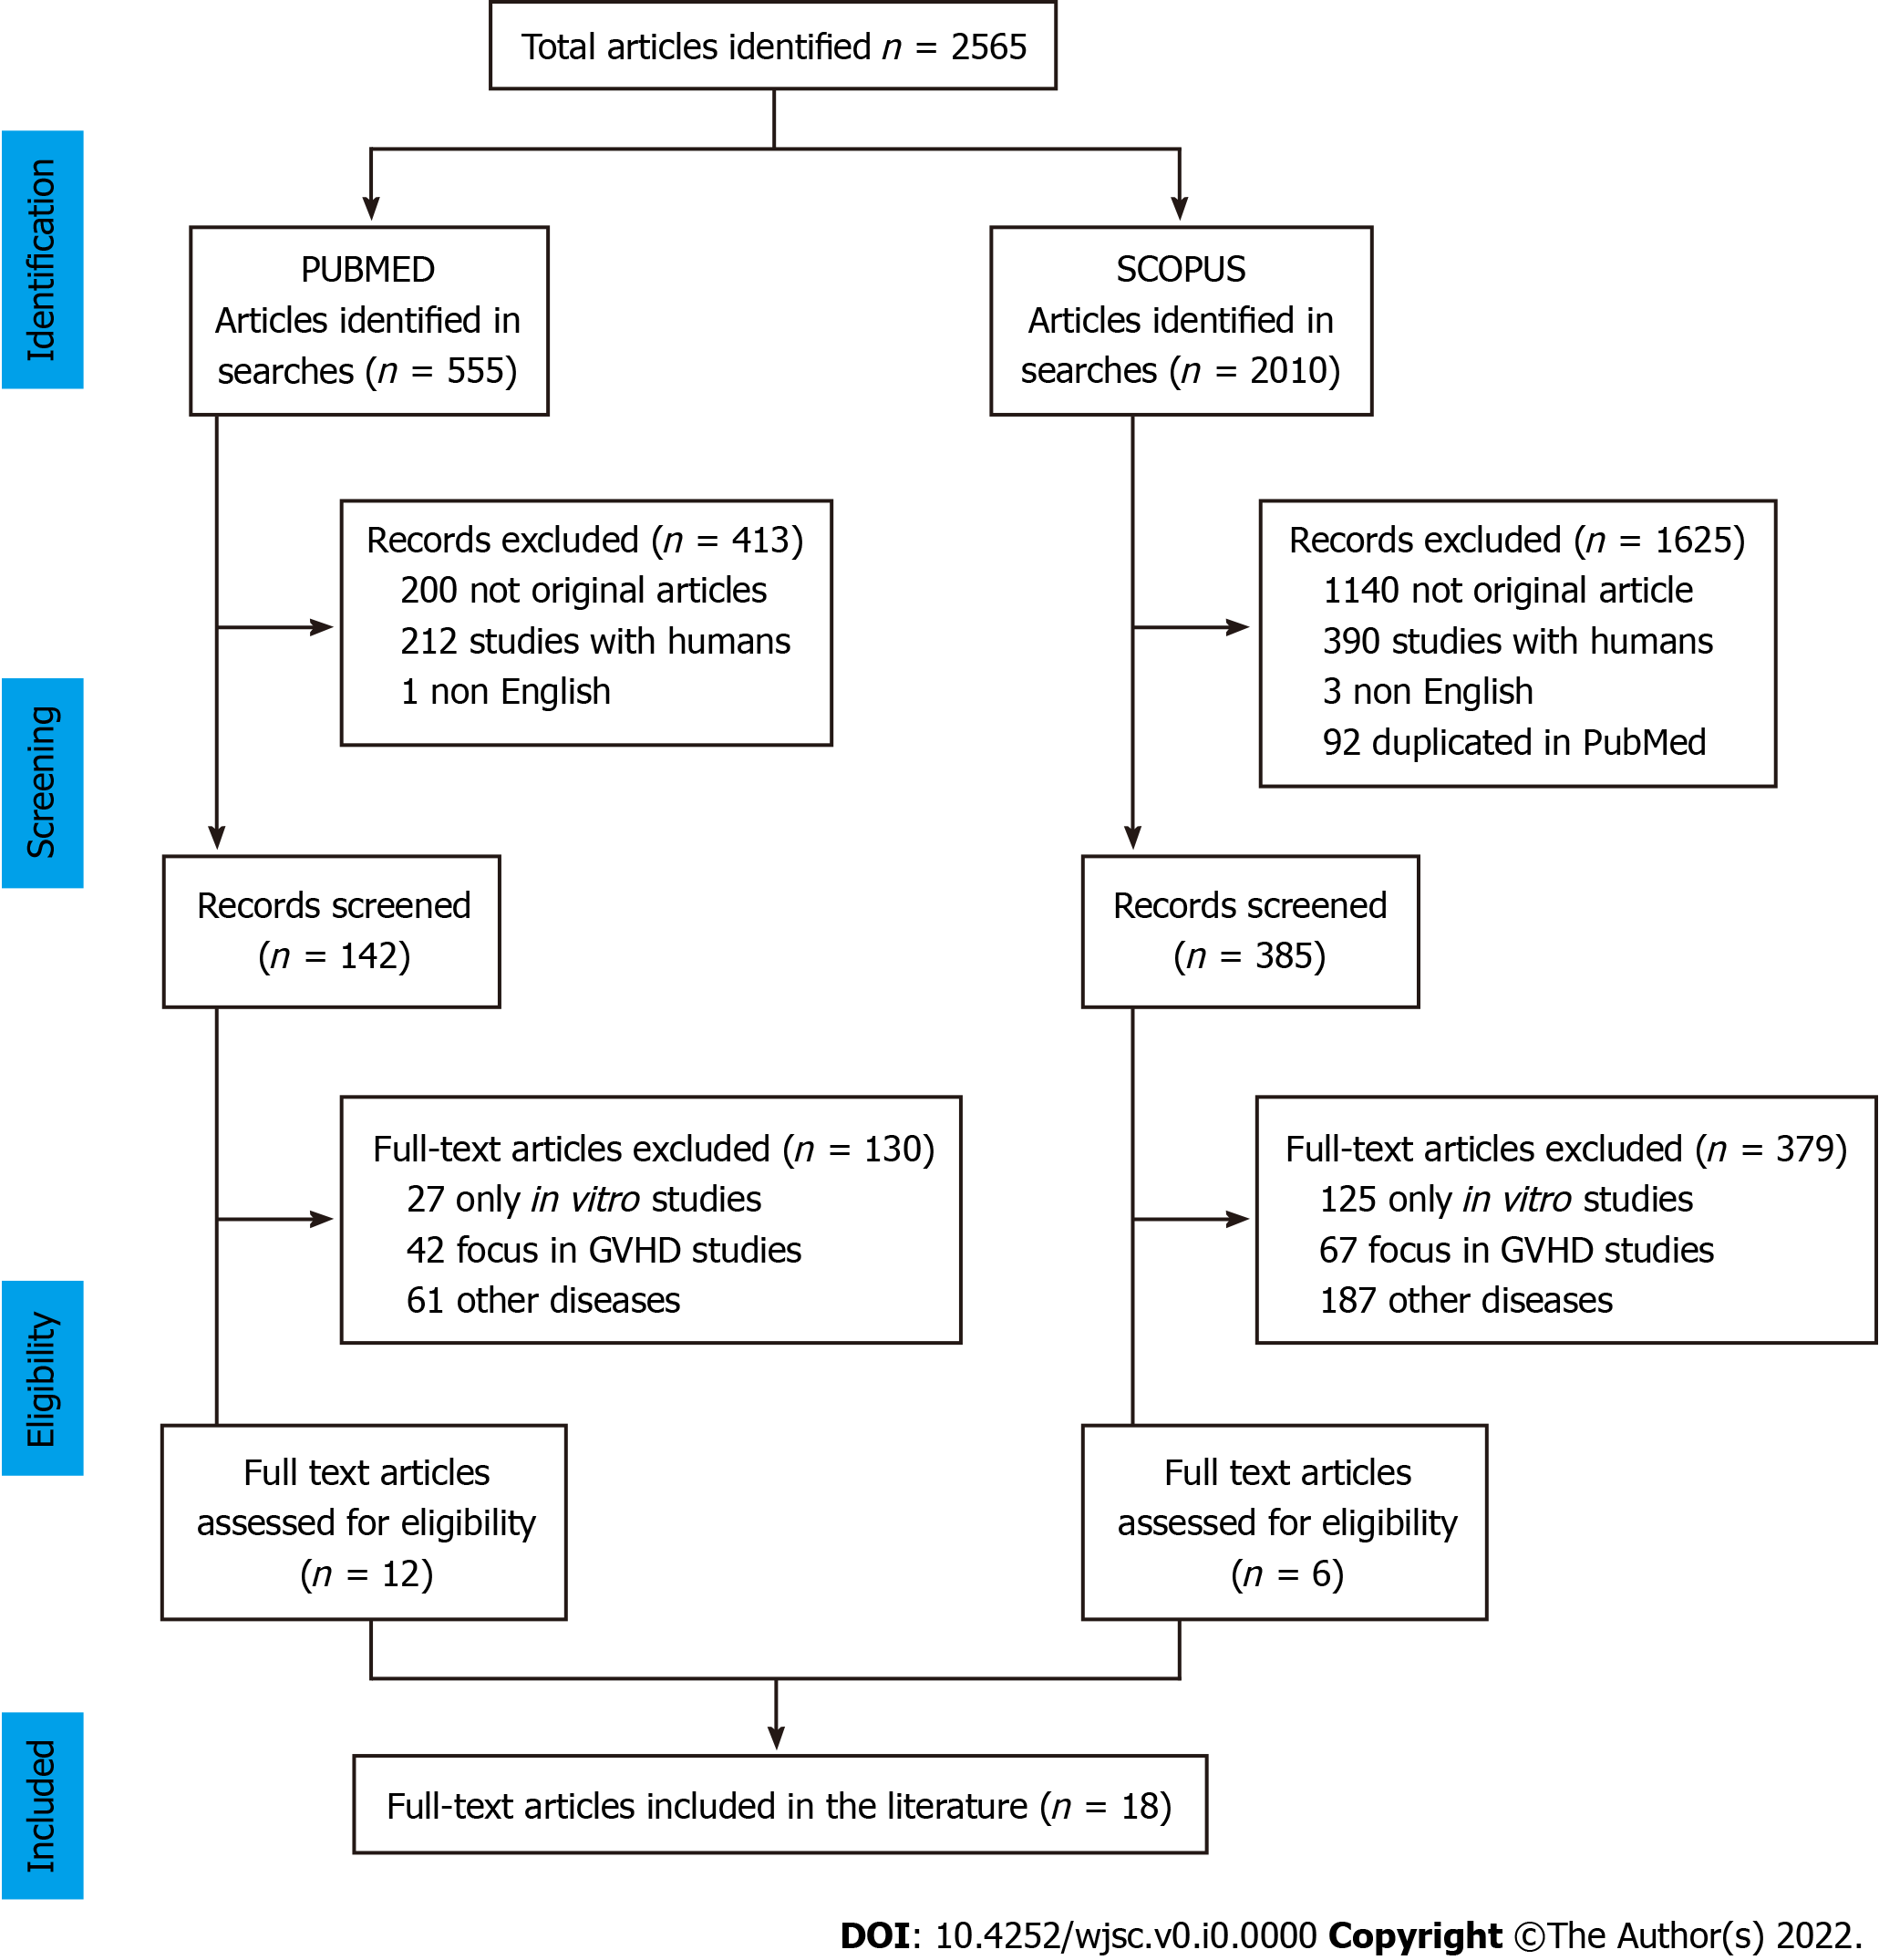 Total articles identified n = 2565
Identification
PUBMED
Articles identified in
searches (n = 555)
SCOPUS
Articles identified in
searches (n = 2010)
Screening
Records excluded (n = 413)
200 not original articles
212 studies with humans
1 non English
Records excluded (n = 1625)
1140 not original article
390 studies with humans
3 non English
92 duplicated in PubMed
Records screened
(n = 142)
Records screened
(n = 385)
Eligibility
Full-text articles excluded (n = 130)
27 only in vitro studies
42 focus in GVHD studies
61 other diseases
Full-text articles excluded (n = 379)
125 only in vitro studies
67 focus in GVHD studies
187 other diseases
Full text articles
assessed for eligibility
(n = 12)
Full text articles
assessed for eligibility
(n = 6)
Included
Full-text articles included in the literature (n = 18)
DOI: 10.4252/wjsc.v0.i0.0000 Copyright ©The Author(s) 2022.